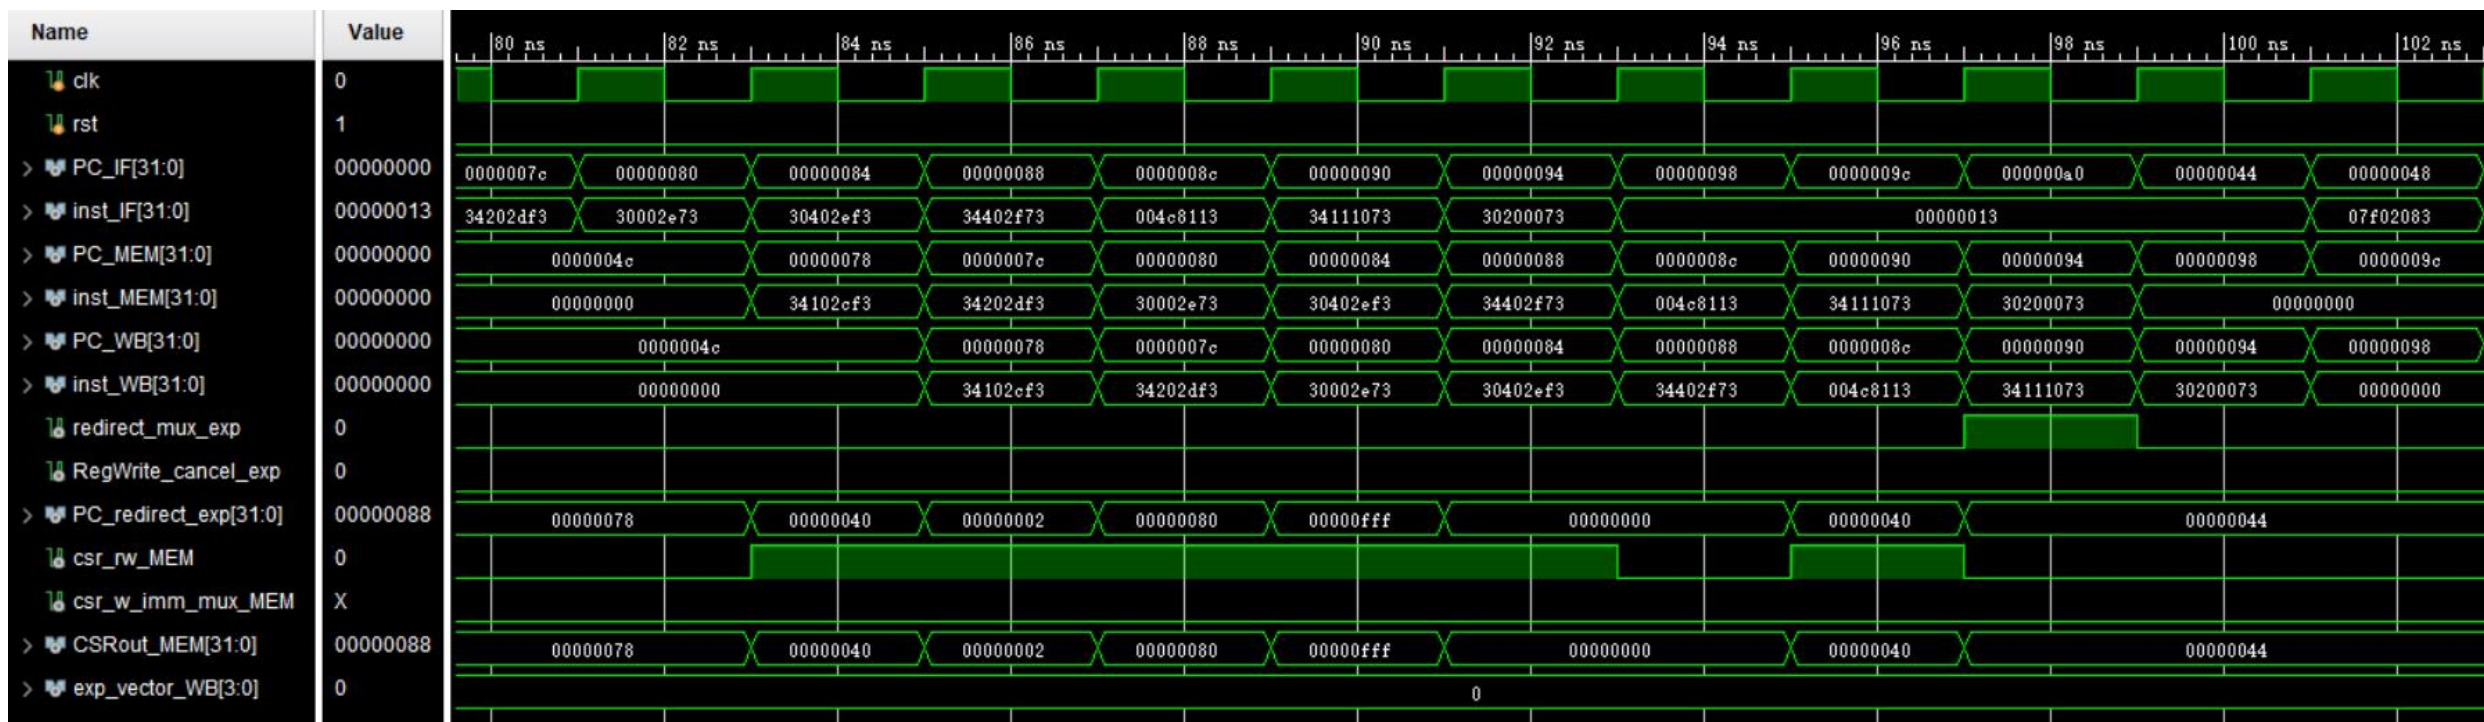 Name Value 80 ns 82 ns 84 ns 86 ns 88 ns 90 ns 92 ns 94 ns 96 ns 98 ns 100 ns 102 ns
clk 0
rst 1
PC_IF[31:0] 00000000 0000007c 00000080 00000084 00000088 0000008c 00000090 00000094 00000098 0000009c 000000a0 00000044 00000048
inst_IF[31:0] 00000013 34202df3 30002e73 30402ef3 34402f73 004c8113 34111073 30200073 00000013 07f02083
PC_MEM[31:0] 00000000 0000004c 00000078 0000007c 00000080 00000084 00000088 0000008c 00000090 00000094 00000098 0000009c
inst_MEM[31:0] 00000000 00000000 34102cf3 34202df3 30002e73 30402ef3 34402f73 004c8113 34111073 30200073 00000000
PC_WB[31:0] 00000000 0000004c 00000078 0000007c 00000080 00000084 00000088 0000008c 00000090 00000094 00000098
inst_WB[31:0] 00000000 00000000 34102cf3 34202df3 30002e73 30402ef3 34402f73 004c8113 34111073 30200073 00000000
redirect_mux_exp 0
RegWrite_cancel_exp 0
PC_redirect_exp[31:0] 00000088 00000078 00000040 00000002 00000080 00000fff 00000000 00000040 00000044
csr_rw_MEM 0
csr_w_imm_mux_MEM X
CSRout_MEM[31:0] 00000088 00000078 00000040 00000002 00000080 00000fff 00000000 00000040 00000044
exp_vector_WB[3:0] 0 0